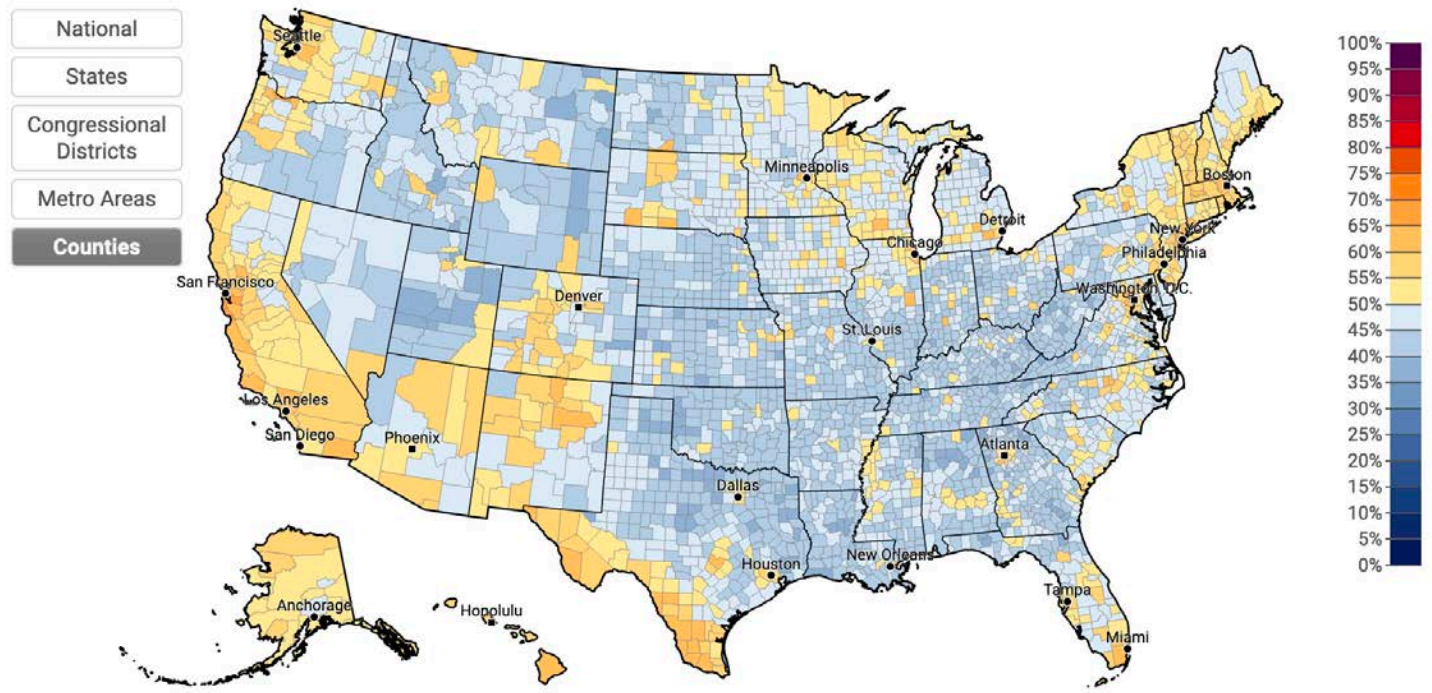 National
States
Congressional
Districts
Metro Areas
Counties
Seattle
Minneapolis
Boston
Detroit
New York
Chicago
Philadelphia
San Francisco
Denver
Washington D.C.
St. Louis
Los Angeles
San Diego
Phoenix
Atlanta
Dallas
New Orleans
Houston
Tampa
Anchorage
Honolulu
Miami
100%
95%
90%
85%
80%
75%
70%
65%
60%
55%
50%
45%
40%
35%
30%
25%
20%
15%
10%
5%
0%